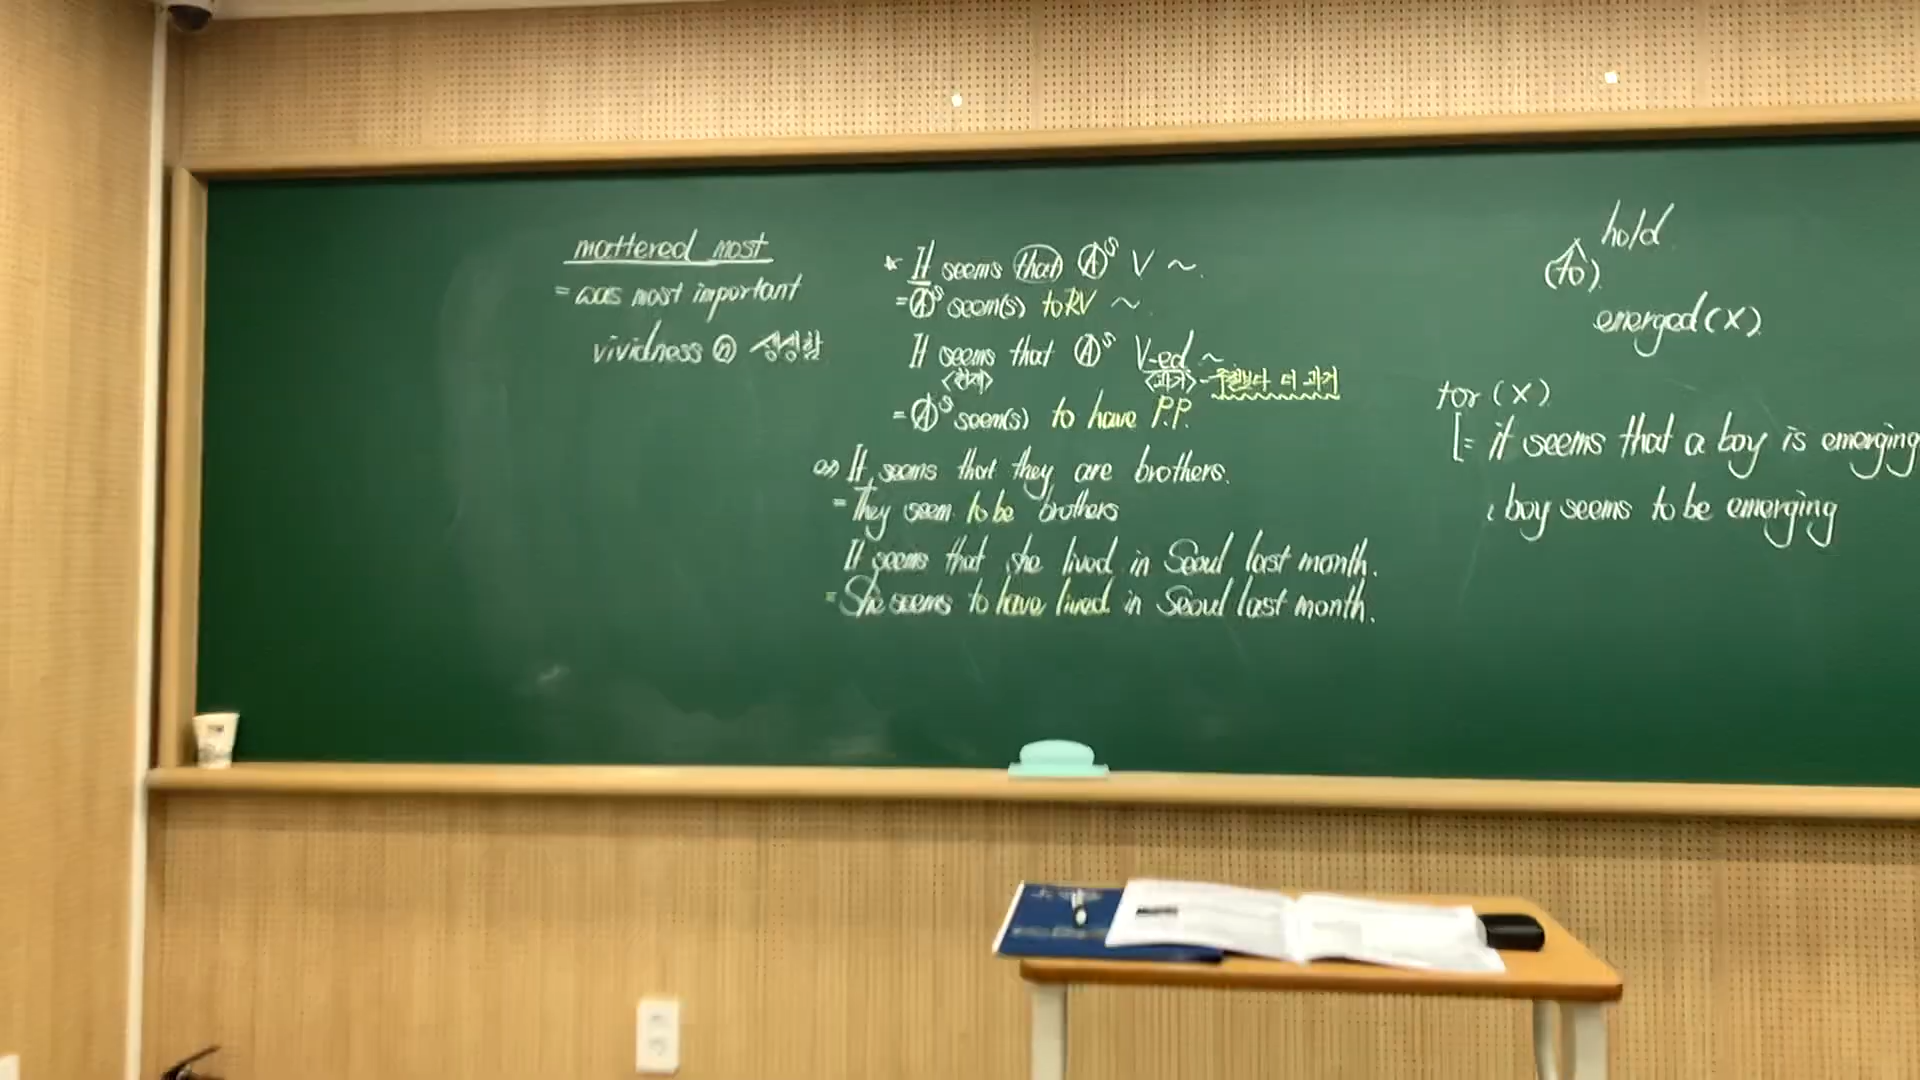 mattered most
= was most important
vividness ⓝ 생생함
* It seems that Ⓐˢ V ~.
= Ⓐˢ seem(s) to RV ~.
It seems that Ⓐˢ V-ed ~
<현재> <과거> - 주절보다 더 과거
= Ⓐˢ seem(s) to have P.P.
ex) It seems that they are brothers.
= They seem to be brothers
It seems that she lived in Seoul last month.
= She seems to have lived in Seoul last month.
hold
(to)
emerged (X)
for (X)
= it seems that a boy is emerging
boy seems to be emerging